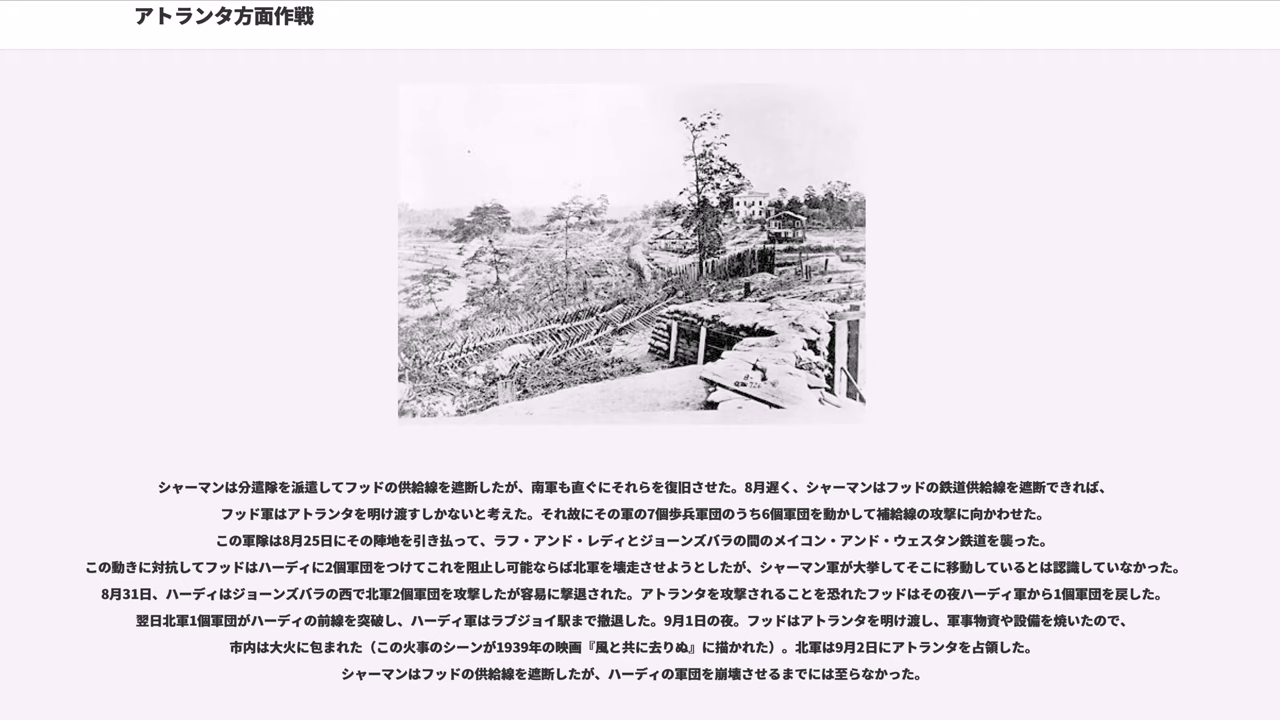 アトランタ方面作戦
シャーマンは分遣隊を派遣してフッドの供給線を遮断したが、南軍も直ぐにそれらを復旧させた。8月遅く、シャーマンはフッドの鉄道供給線を遮断できれば、
フッド軍はアトランタを明け渡すしかないと考えた。それ故にその軍の7個歩兵軍団のうち6個軍団を動かして補給線の攻撃に向かわせた。
この軍隊は8月25日にその陣地を引き払って、ラフ・アンド・レディとジョーンズバラの間のメイコン・アンド・ウェスタン鉄道を襲った。
この動きに対抗してフッドはハーディに2個軍団をつけてこれを阻止し可能ならば北軍を壊走させようとしたが、シャーマン軍が大挙してそこに移動しているとは認識していなかった。
8月31日、ハーディはジョーンズバラの西で北軍2個軍団を攻撃したが容易に撃退された。アトランタを攻撃されることを恐れたフッドはその夜ハーディ軍から1個軍団を戻した。
翌日北軍1個軍団がハーディの前線を突破し、ハーディ軍はラブジョイ駅まで撤退した。9月1日の夜。フッドはアトランタを明け渡し、軍事物資や設備を焼いたので、
市内は大火に包まれた（この火事のシーンが1939年の映画『風と共に去りぬ』に描かれた）。北軍は9月2日にアトランタを占領した。
シャーマンはフッドの供給線を遮断したが、ハーディの軍団を崩壊させるまでには至らなかった。